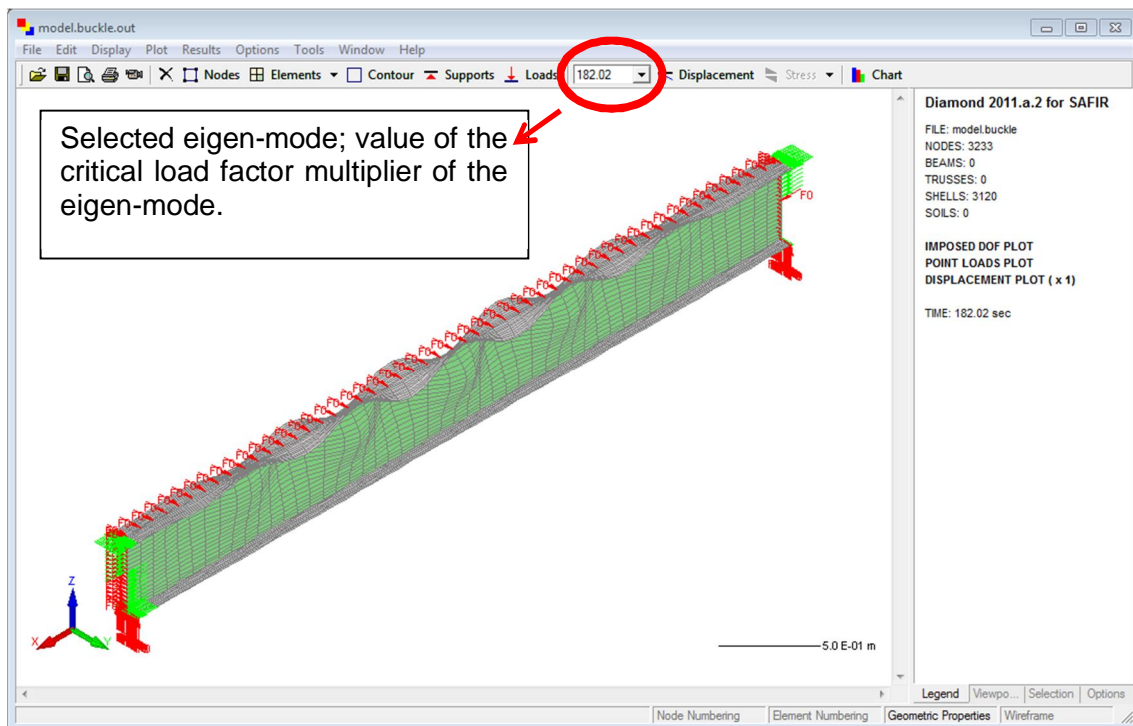 model.buckle.out
File Edit Display Plot Results Options Tools Window Help
Nodes Elements Contour Supports Loads 182.02 Displacement Stress Chart
Selected eigen-mode; value of the
critical load factor multiplier of the
eigen-mode.
Diamond 2011.a.2 for SAFIR
FILE: model.buckle
NODES: 3233
BEAMS: 0
TRUSSES: 0
SHELLS: 3120
SOILS: 0
IMPOSED DOF PLOT
POINT LOADS PLOT
DISPLACEMENT PLOT ( x 1)
TIME: 182.02 sec
F0
Z
X Y
5.0 E-01 m
Legend Viewpo... Selection Options
Node Numbering Element Numbering Geometric Properties Wireframe